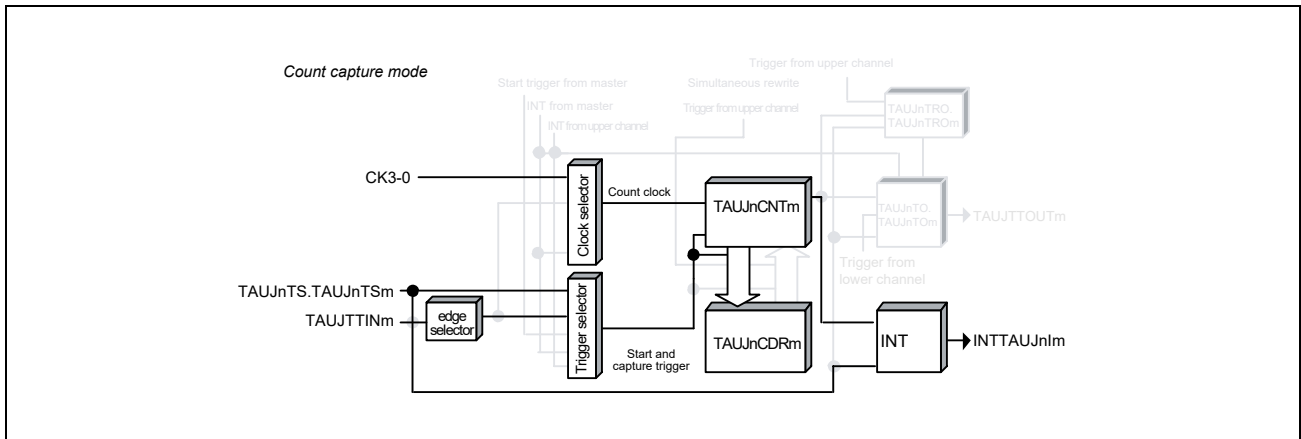 Count capture mode
Trigger from upper channel
Start trigger from master
Simultaneous rewrite
INT from master
Trigger from upper channel
INT from upper channel
TAUJnTRO.
TAUJnTROm
CK3-0
Clock selector
Count clock
TAUJnCNTm
TAUJnTO.
TAUJnTOm
TAUJTTOUTm
Trigger from
lower channel
TAUJnTS.TAUJnTSm
TAUJTTINm
edge
selector
Trigger selector
Start and
capture trigger
TAUJnCDRm
INT
INTTAUJnIm